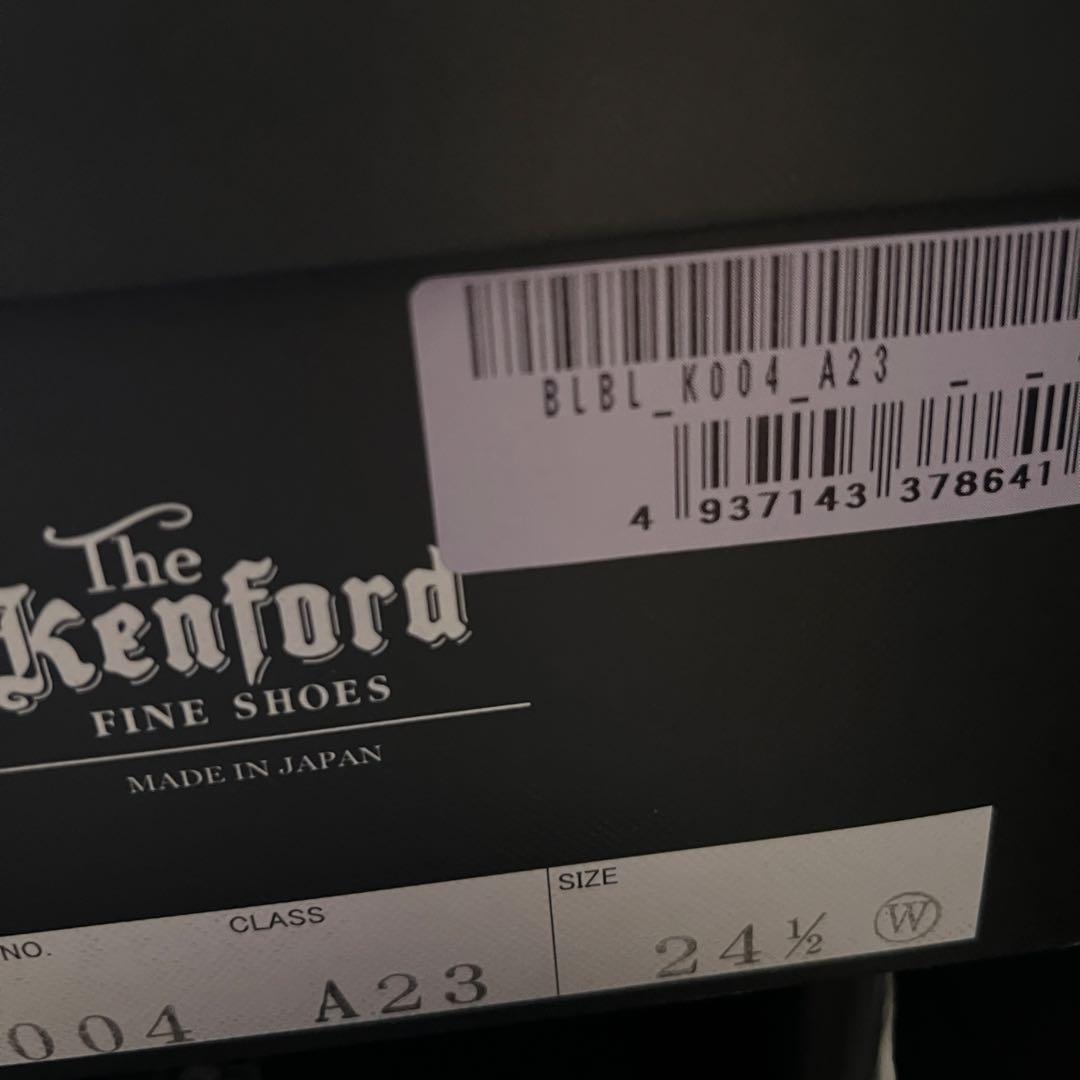 BLBL_K004_A23 _ _
4 937143 378641
The
Kenford
FINE SHOES
MADE IN JAPAN
NO. CLASS SIZE
004 A23 24½ W